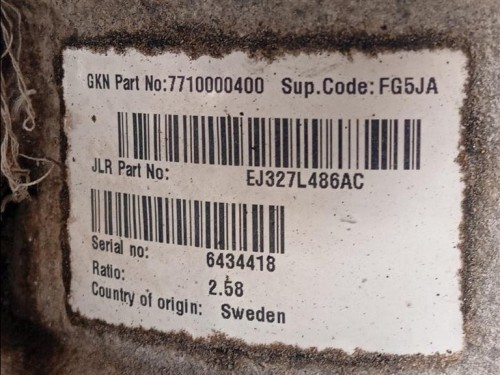 GKN Part No:7710000400 Sup.Code:FG5JA
JLR Part No: EJ327L486AC
Serial no: 6434418
Ratio: 2.58
Country of origin: Sweden